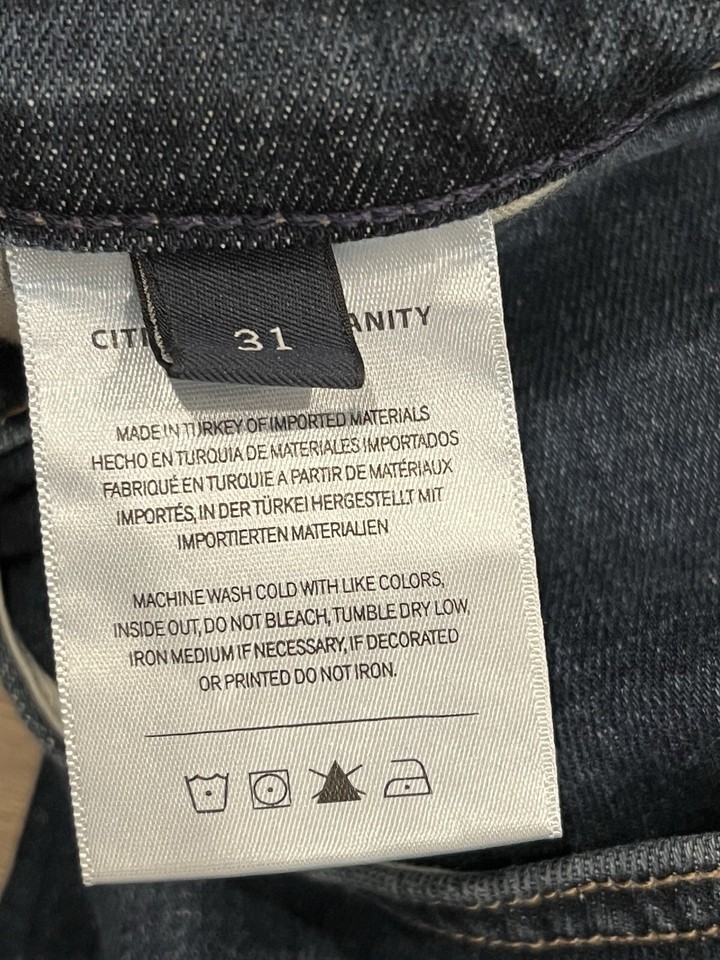 CITI ANITY
31
MADE IN TURKEY OF IMPORTED MATERIALS
HECHO EN TURQUIA DE MATERIALES IMPORTADOS
FABRIQUÉ EN TURQUIE A PARTIR DE MATÉRIAUX
IMPORTÉS, IN DER TÜRKEI HERGESTELLT MIT
IMPORTIERTEN MATERIALIEN
MACHINE WASH COLD WITH LIKE COLORS,
INSIDE OUT, DO NOT BLEACH, TUMBLE DRY LOW,
IRON MEDIUM IF NECESSARY, IF DECORATED
OR PRINTED DO NOT IRON.